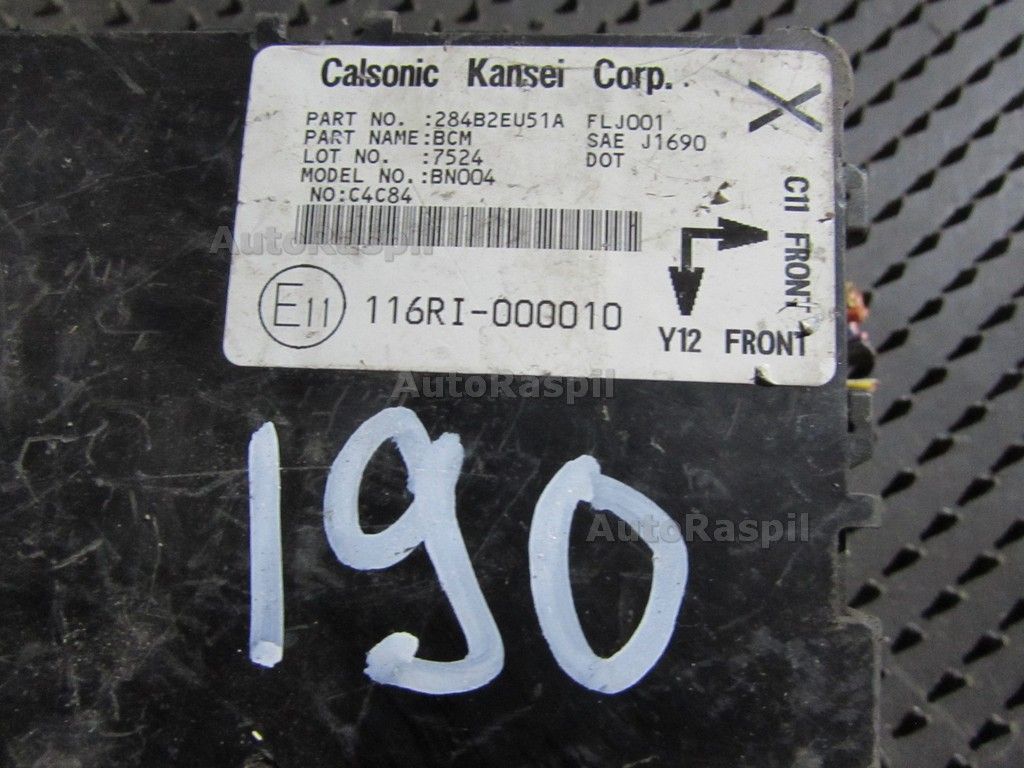 Calsonic Kansei Corp.
PART NO. :284B2EU51A FLJ001
PART NAME:BCM SAE J1690
LOT NO. :7524 DOT
MODEL NO.:BN004
NO:C4C84
X
C11 FRONT
E11 116RI-000010
Y12 FRONT
190
AutoRaspil
AutoRaspil
AutoRaspil